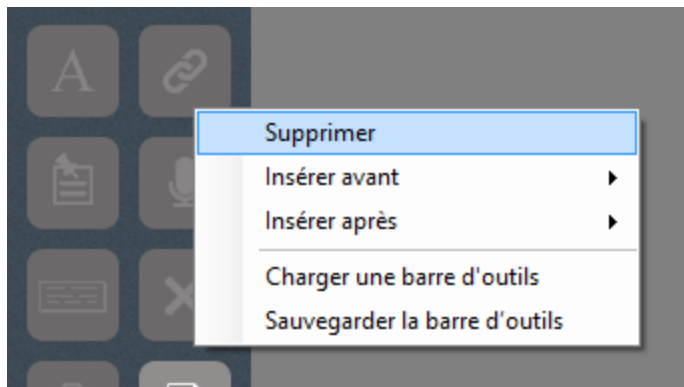 A
Supprimer
Insérer avant
Insérer après
Charger une barre d'outils
Sauvegarder la barre d'outils